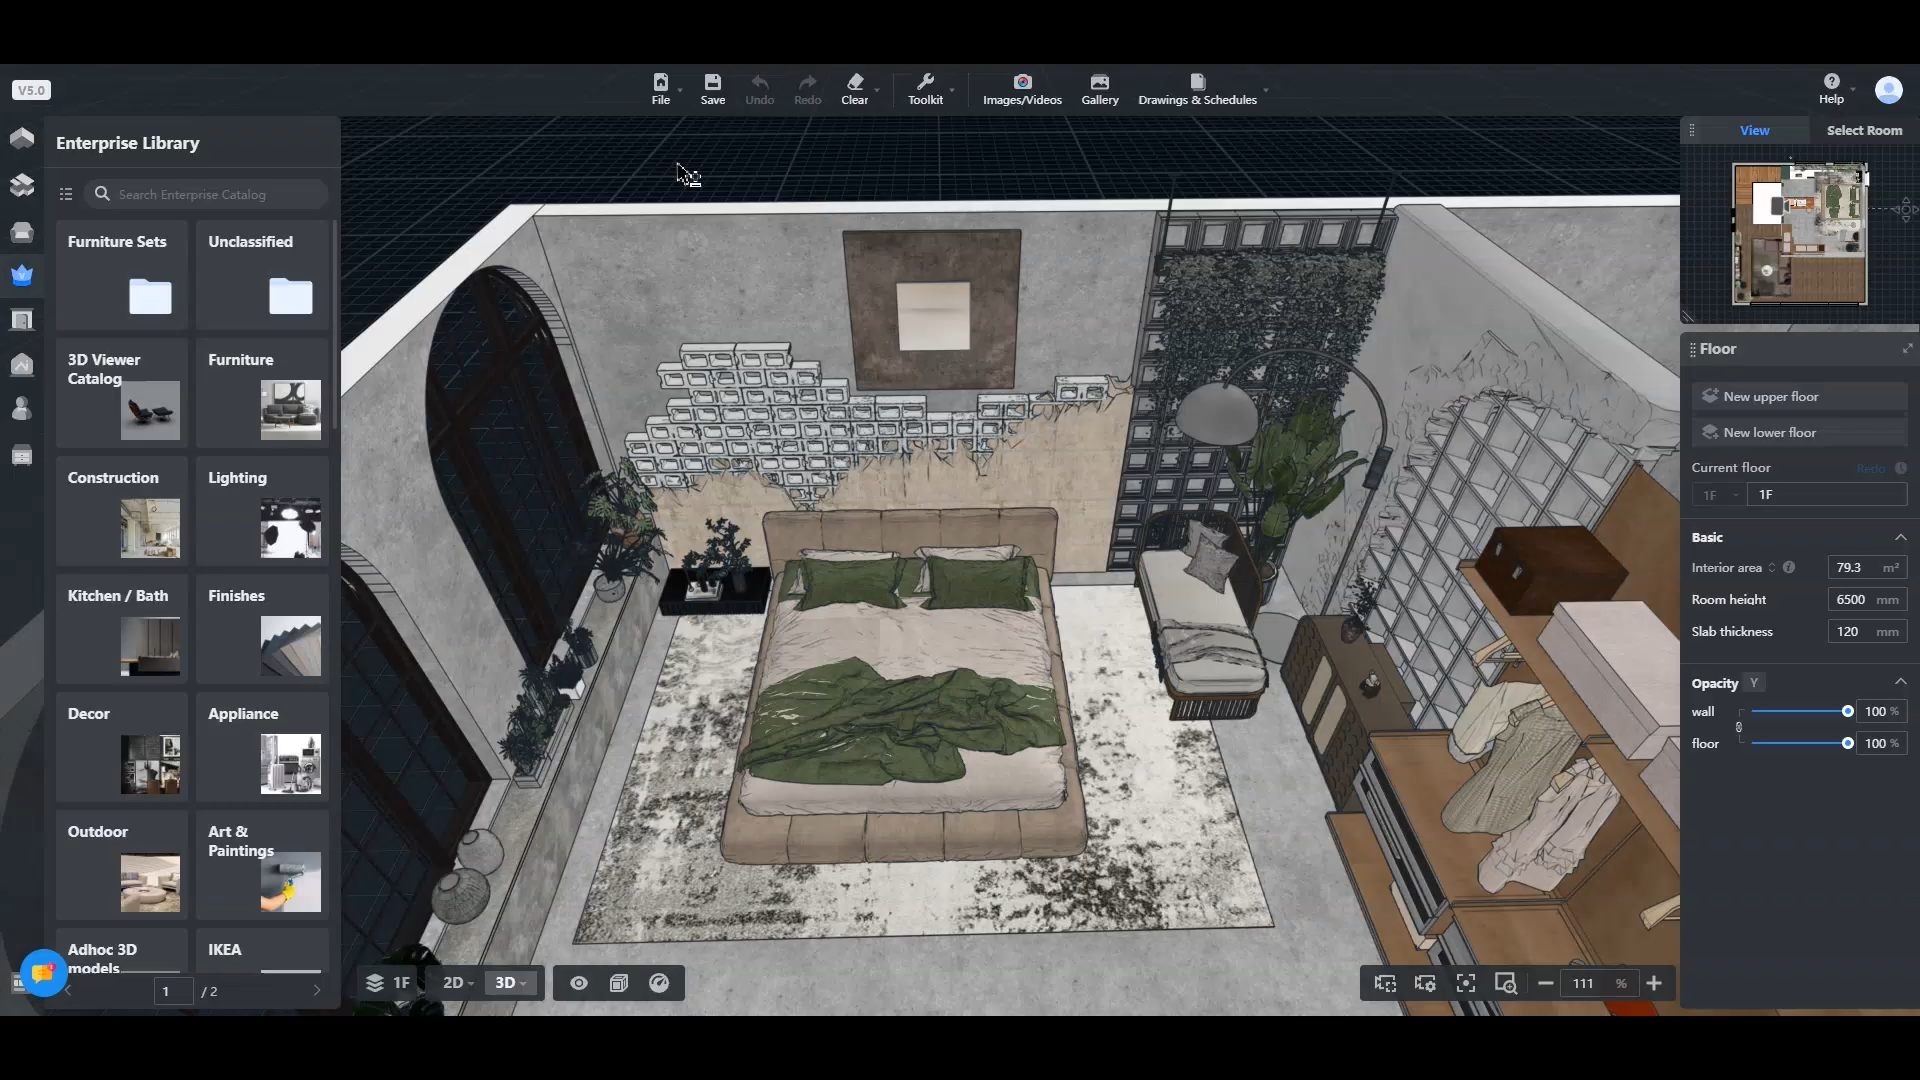 V5.0
File
Save
Undo
Redo
Clear
Toolkit
Images/Videos
Gallery
Drawings & Schedules
Help
Enterprise Library
Search Enterprise Catalog
Furniture Sets
Unclassified
3D Viewer
Catalog
Furniture
Construction
Lighting
Kitchen / Bath
Finishes
Decor
Appliance
Outdoor
Art &
Paintings
Adhoc 3D
models
IKEA
1 / 2
1F
2D
3D
111 %
View
Select Room
Floor
New upper floor
New lower floor
Current floor
Redo
1F
1F
Basic
Interior area
79.3 m²
Room height
6500 mm
Slab thickness
120 mm
Opacity Y
wall
100 %
floor
100 %